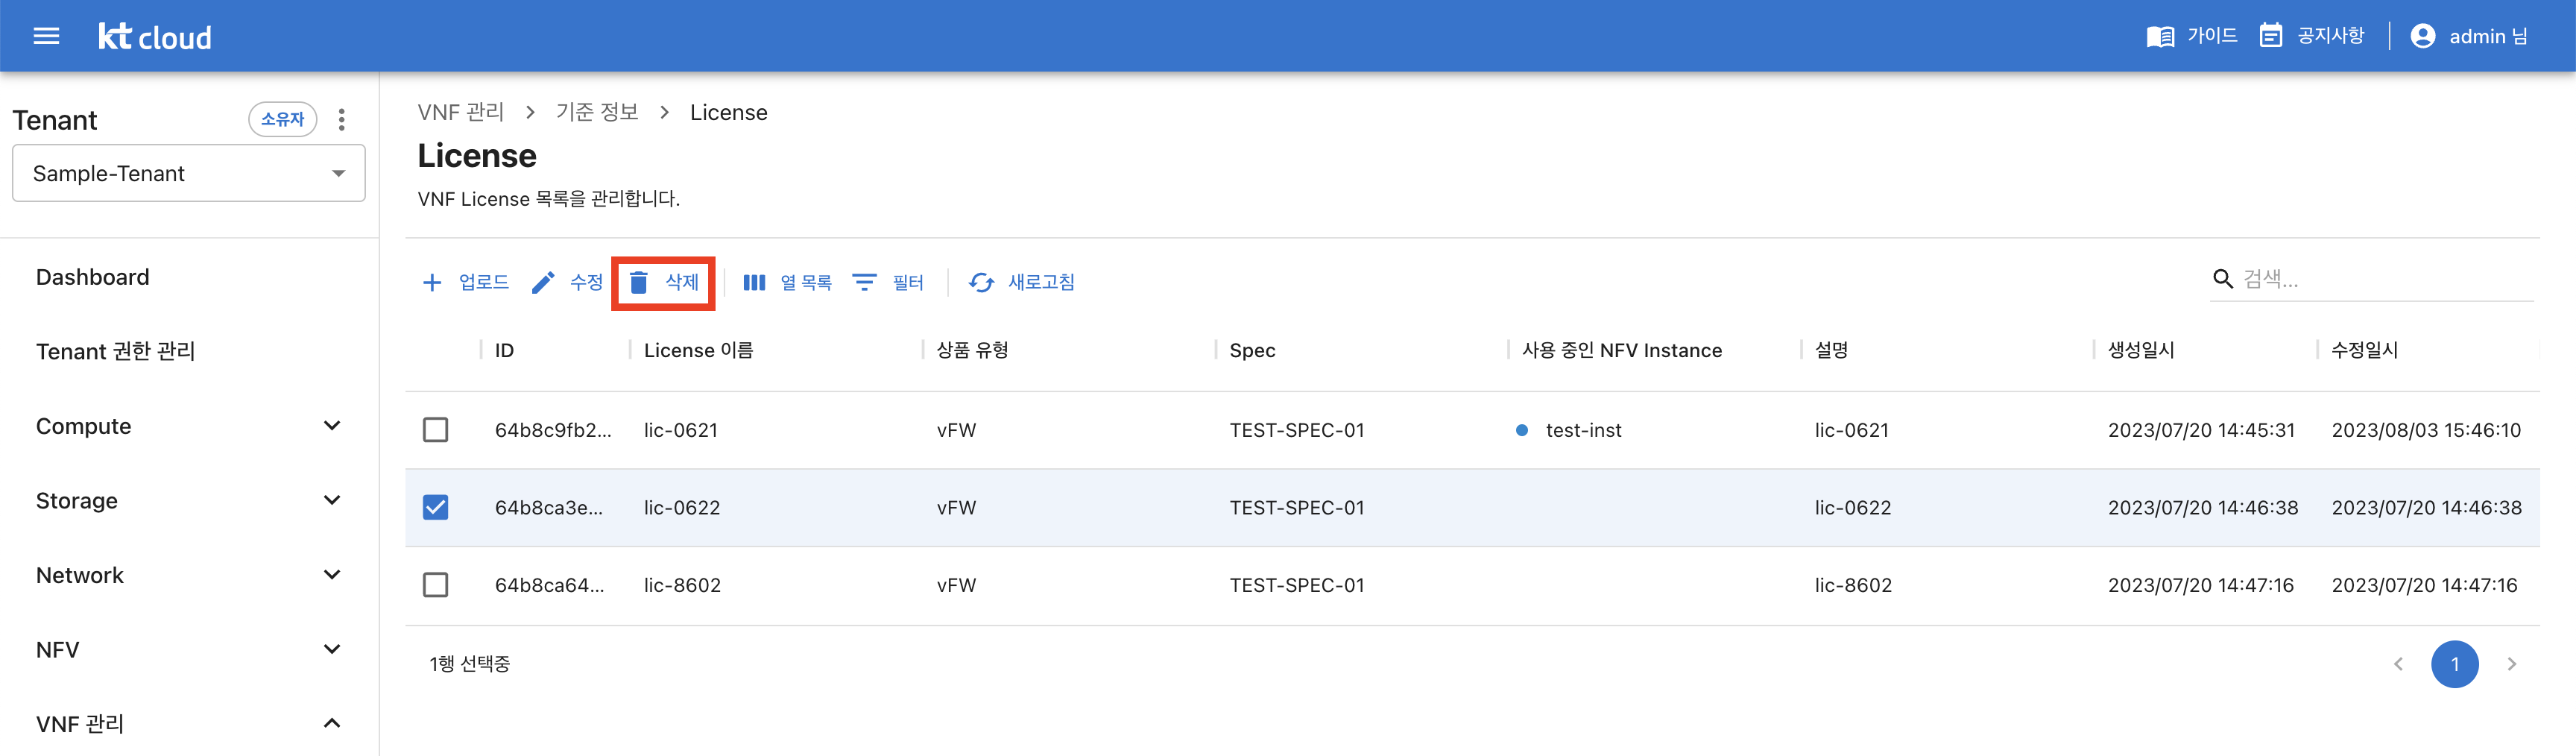 kt cloud
가이드
공지사항
admin 님
Tenant
소유자
Sample-Tenant
Dashboard
Tenant 권한 관리
Compute
Storage
Network
NFV
VNF 관리
VNF 관리 > 기준 정보 > License
License
VNF License 목록을 관리합니다.
+ 업로드 수정 삭제 열 목록 필터 새로고침
검색...
ID License 이름 상품 유형 Spec 사용 중인 NFV Instance 설명 생성일시 수정일시
64b8c9fb2... lic-0621 vFW TEST-SPEC-01 test-inst lic-0621 2023/07/20 14:45:31 2023/08/03 15:46:10
64b8ca3e... lic-0622 vFW TEST-SPEC-01 lic-0622 2023/07/20 14:46:38 2023/07/20 14:46:38
64b8ca64... lic-8602 vFW TEST-SPEC-01 lic-8602 2023/07/20 14:47:16 2023/07/20 14:47:16
1행 선택중
1